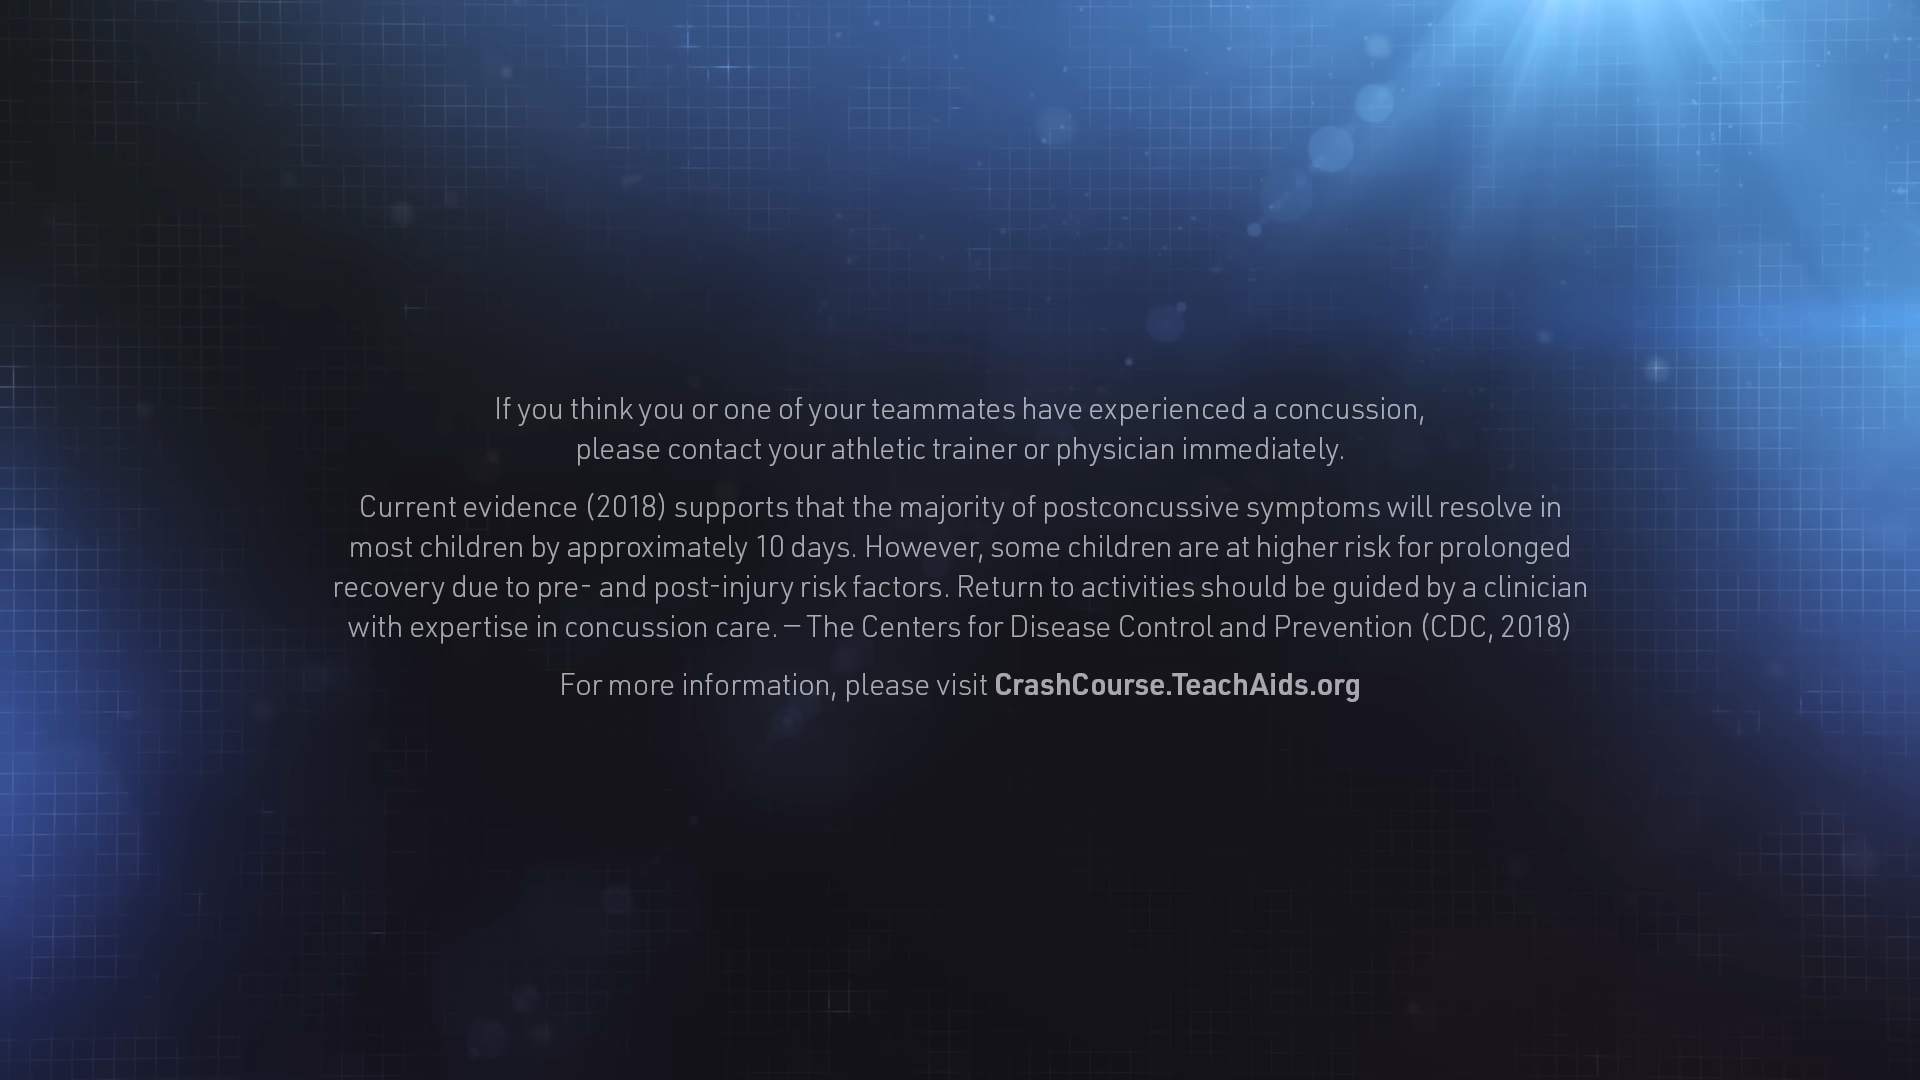 If you think you or one of your teammates have experienced a concussion,
please contact your athletic trainer or physician immediately.
Current evidence (2018) supports that the majority of postconcussive symptoms will resolve in
most children by approximately 10 days. However, some children are at higher risk for prolonged
recovery due to pre- and post-injury risk factors. Return to activities should be guided by a clinician
with expertise in concussion care. — The Centers for Disease Control and Prevention (CDC, 2018)
For more information, please visit CrashCourse.TeachAids.org